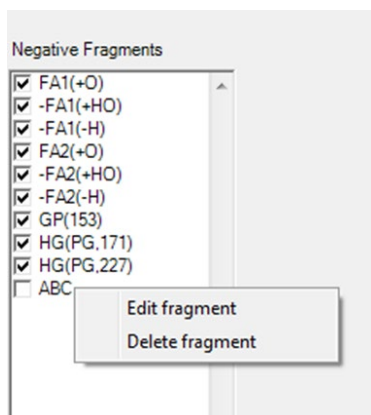 Negative Fragments
FA1(+O)
-FA1(+HO)
-FA1(-H)
FA2(+O)
-FA2(+HO)
-FA2(-H)
GP(153)
HG(PG,171)
HG(PG,227)
ABC
Edit fragment
Delete fragment